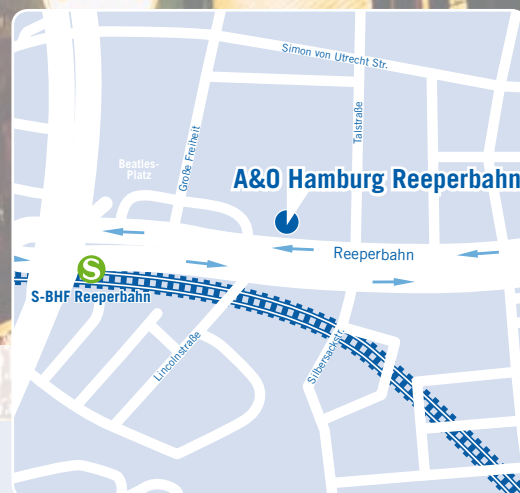 Simon von Utrecht Str.
Talstraße
Große Freiheit
Beatles-
Platz
A&O Hamburg Reeperbahn
Reeperbahn
S
S-BHF Reeperbahn
Lincolnstraße
Silbersackstr.